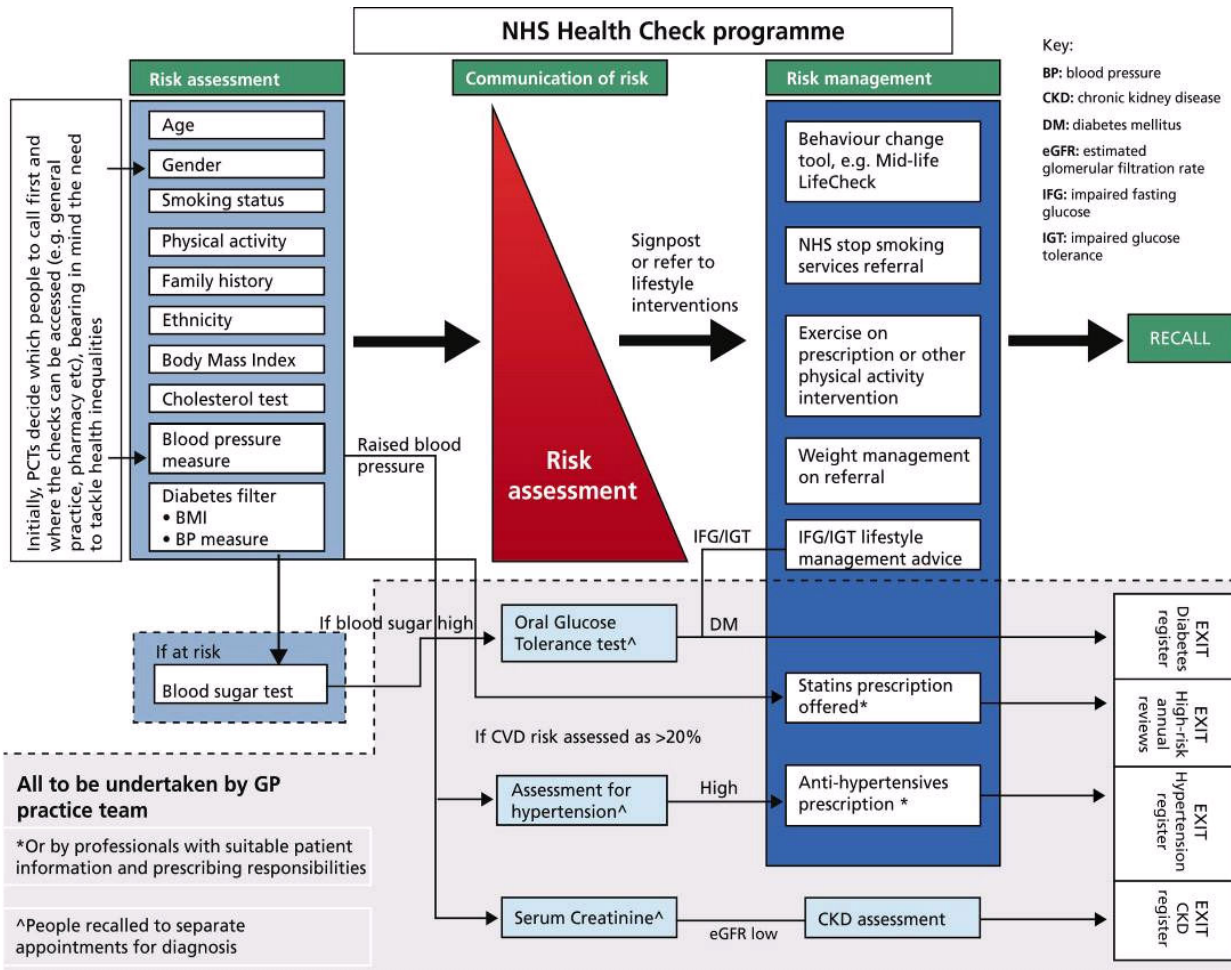 NHS Health Check programme
Risk assessment
Communication of risk
Risk management
Key:
BP: blood pressure
CKD: chronic kidney disease
DM: diabetes mellitus
eGFR: estimated
glomerular filtration rate
IFG: impaired fasting
glucose
IGT: impaired glucose
tolerance
Initially, PCTs decide which people to call first and
where the checks can be accessed (e.g. general
practice, pharmacy etc), bearing in mind the need
to tackle health inequalities
Age
Gender
Smoking status
Physical activity
Family history
Ethnicity
Body Mass Index
Cholesterol test
Blood pressure
measure
Diabetes filter
• BMI
• BP measure
Raised blood
pressure
Risk
assessment
Signpost
or refer to
lifestyle
interventions
Behaviour change
tool, e.g. Mid-life
LifeCheck
NHS stop smoking
services referral
Exercise on
prescription or other
physical activity
intervention
Weight management
on referral
IFG/IGT lifestyle
management advice
RECALL
IFG/IGT
If blood sugar high
Oral Glucose
Tolerance test^
DM
EXIT
Diabetes
register
If at risk
Blood sugar test
Statins prescription
offered*
EXIT
High-risk
annual
reviews
If CVD risk assessed as >20%
Assessment for
hypertension^
High
Anti-hypertensives
prescription *
EXIT
Hypertension
register
Serum Creatinine^
eGFR low
CKD assessment
EXIT
CKD
register
All to be undertaken by GP
practice team
*Or by professionals with suitable patient
information and prescribing responsibilities
^People recalled to separate
appointments for diagnosis